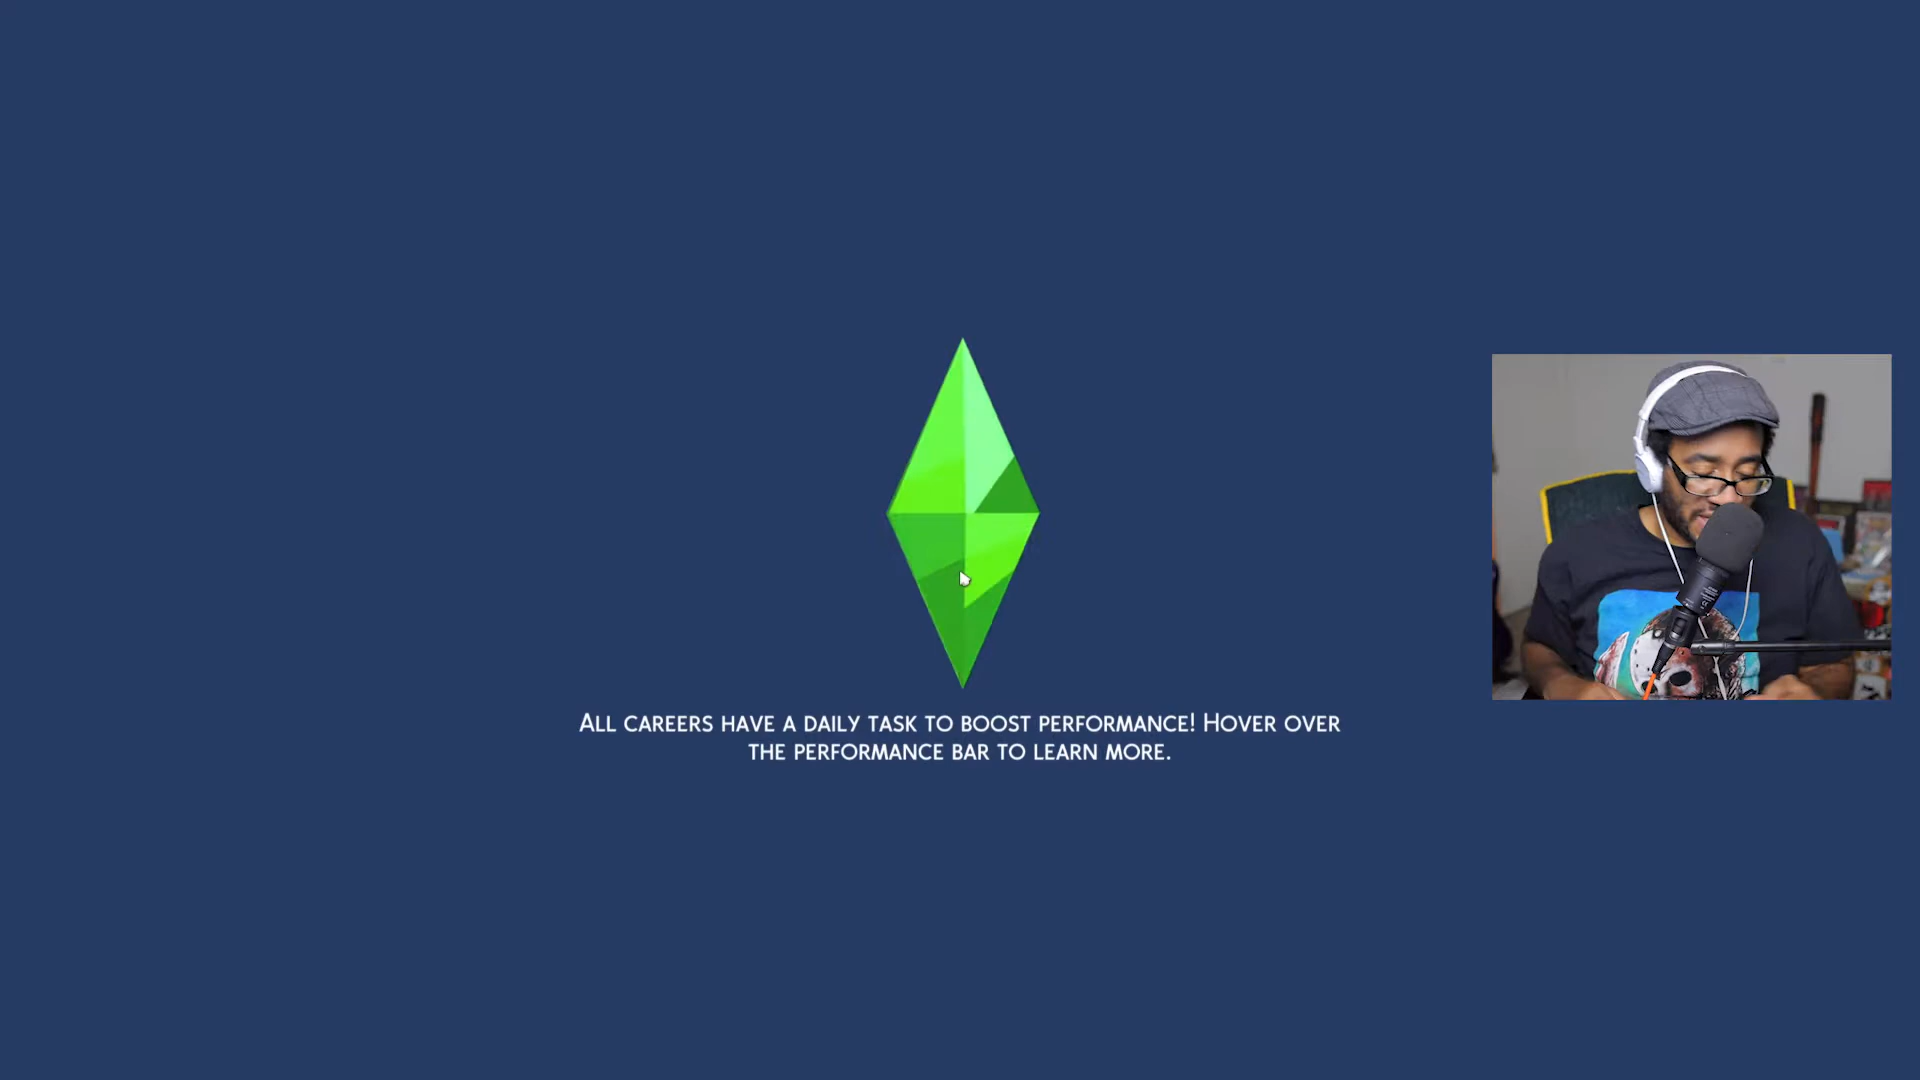 All careers have a daily task to boost performance! Hover over
the performance bar to learn more.